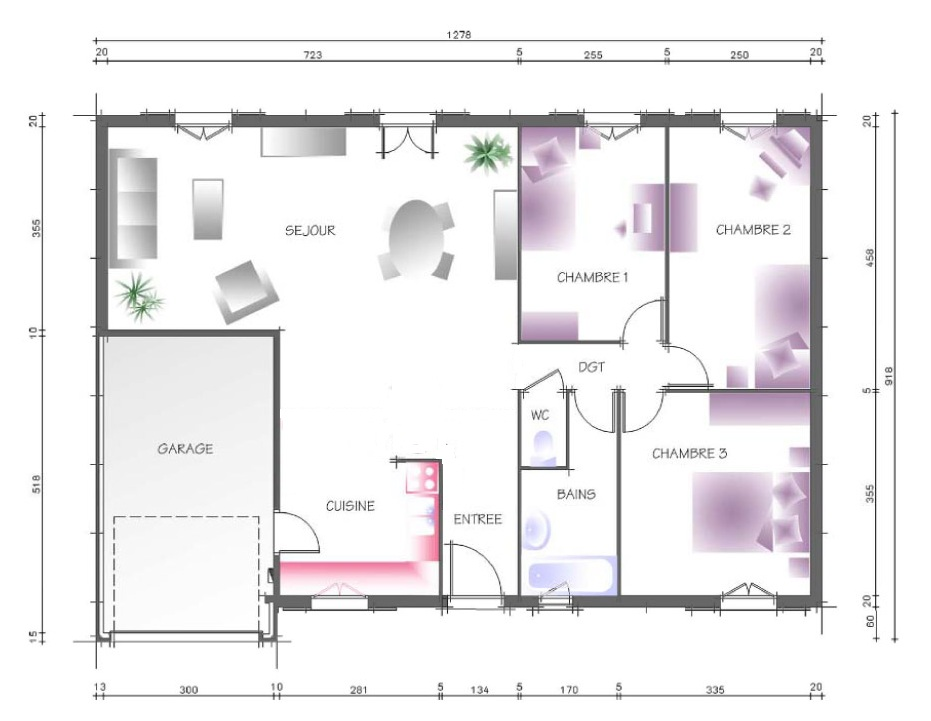 1278
20 723 5 255 5 250 20
20
355
10
518
15
20
458
5
355
20
60
918
SEJOUR
CHAMBRE 1
CHAMBRE 2
DGT
WC
GARAGE
CHAMBRE 3
BAINS
CUISINE
ENTREE
13 300 10 281 5 134 5 170 5 335 20